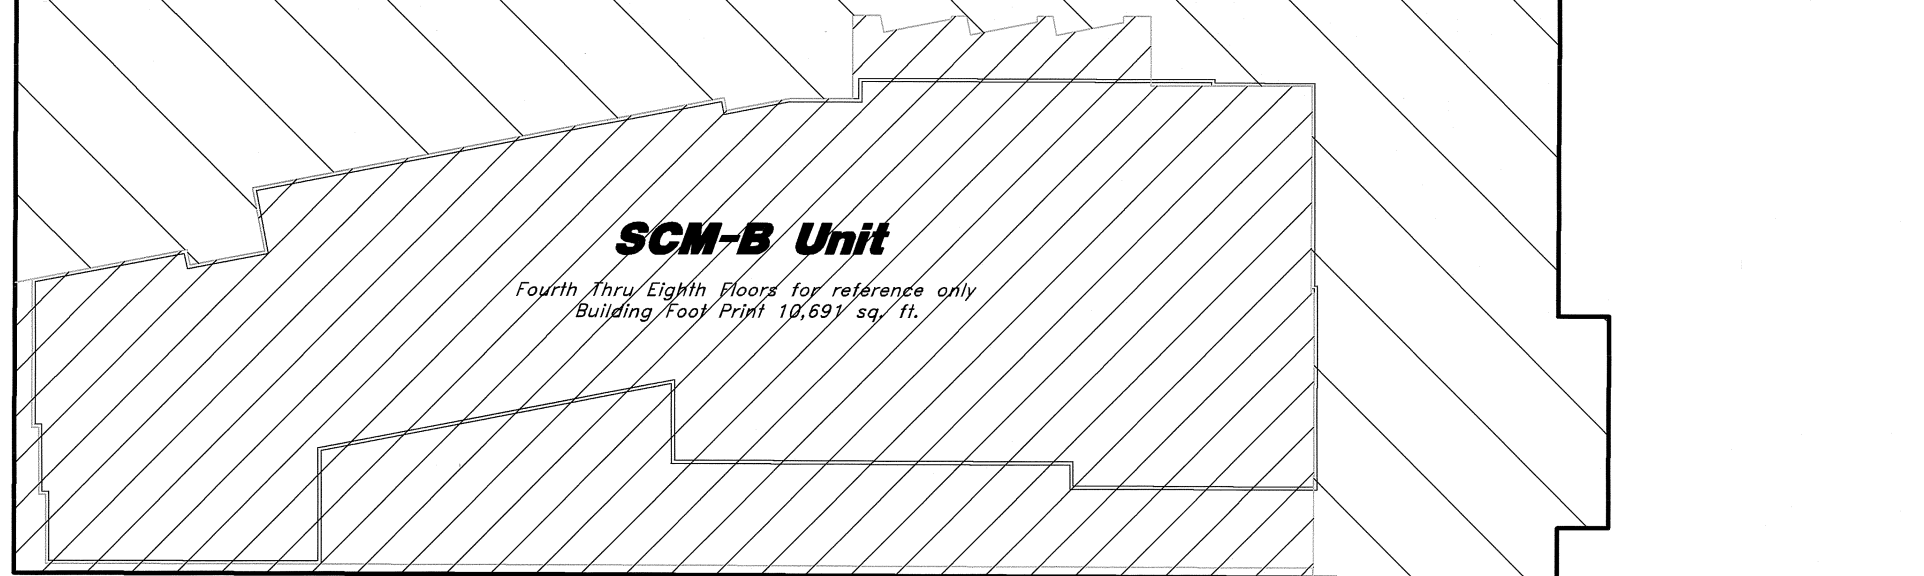 SCM-B Unit
Fourth Thru Eighth Floors for reference only
Building Foot Print 10,691 sq. ft.